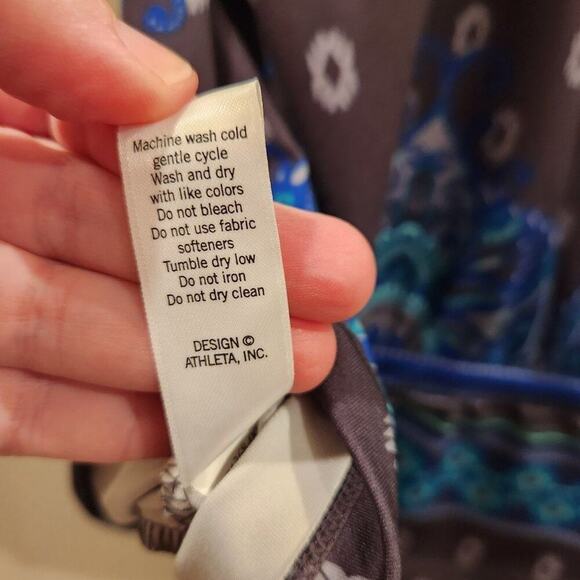 Machine wash cold
gentle cycle
Wash and dry
with like colors
Do not bleach
Do not use fabric
softeners
Tumble dry low
Do not iron
Do not dry clean
DESIGN ©
ATHLETA, INC.